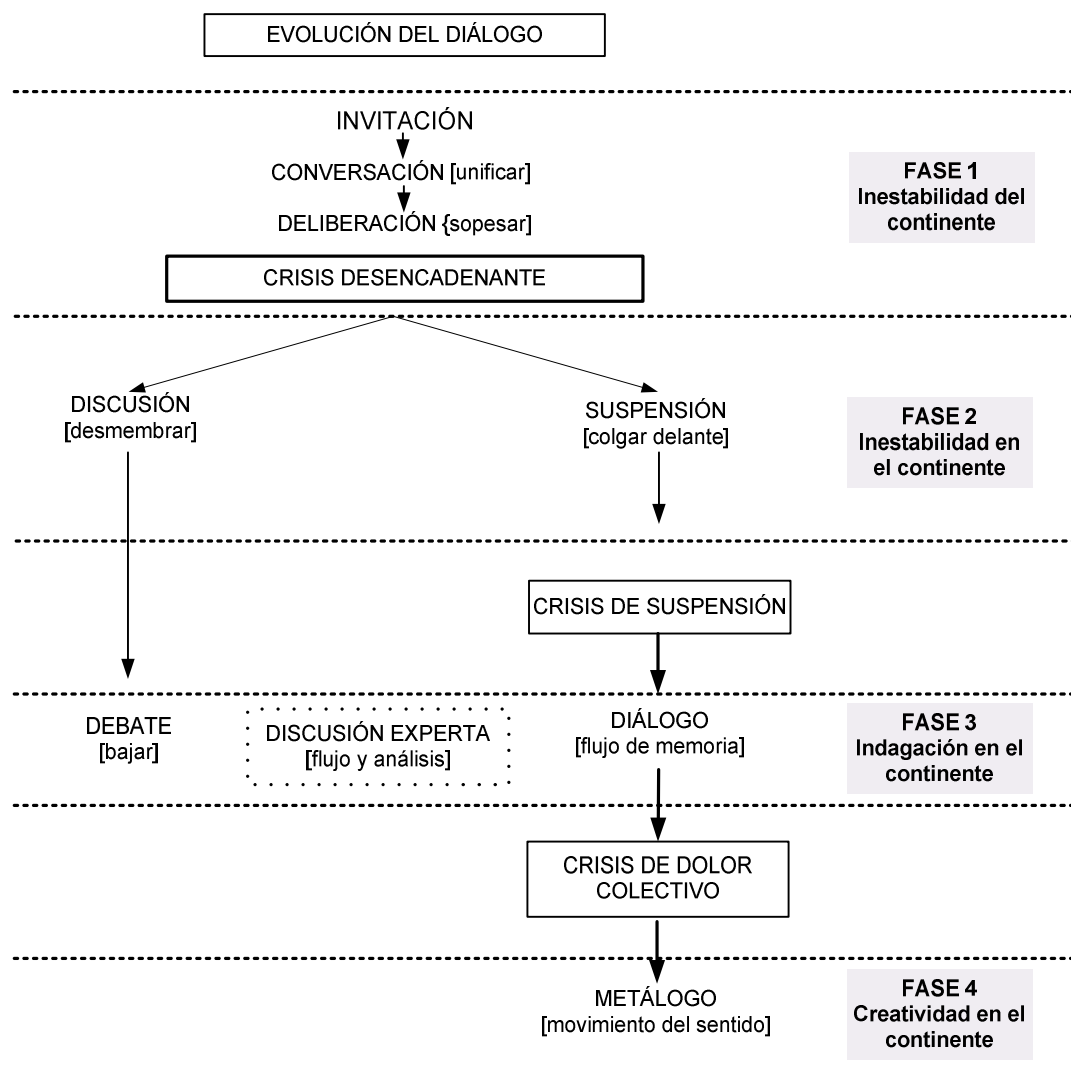 EVOLUCIÓN DEL DIÁLOGO
INVITACIÓN
CONVERSACIÓN [unificar]
DELIBERACIÓN {sopesar]
CRISIS DESENCADENANTE
FASE 1
Inestabilidad del
continente
DISCUSIÓN
[desmembrar]
SUSPENSIÓN
[colgar delante]
FASE 2
Inestabilidad en
el continente
CRISIS DE SUSPENSIÓN
DEBATE
[bajar]
DISCUSIÓN EXPERTA
[flujo y análisis]
DIÁLOGO
[flujo de memoria]
FASE 3
Indagación en el
continente
CRISIS DE DOLOR
COLECTIVO
METÁLOGO
[movimiento del sentido]
FASE 4
Creatividad en el
continente